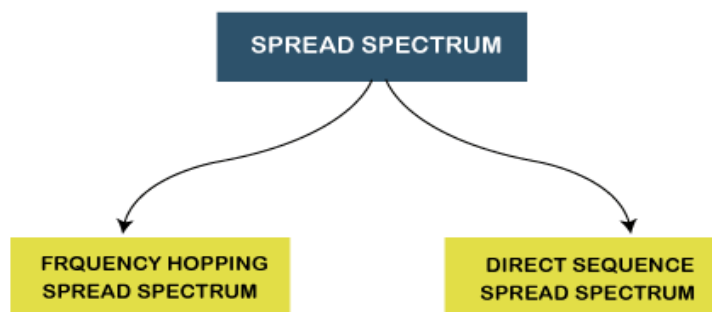 SPREAD SPECTRUM
FRQUENCY HOPPING
SPREAD SPECTRUM
DIRECT SEQUENCE
SPREAD SPECTRUM